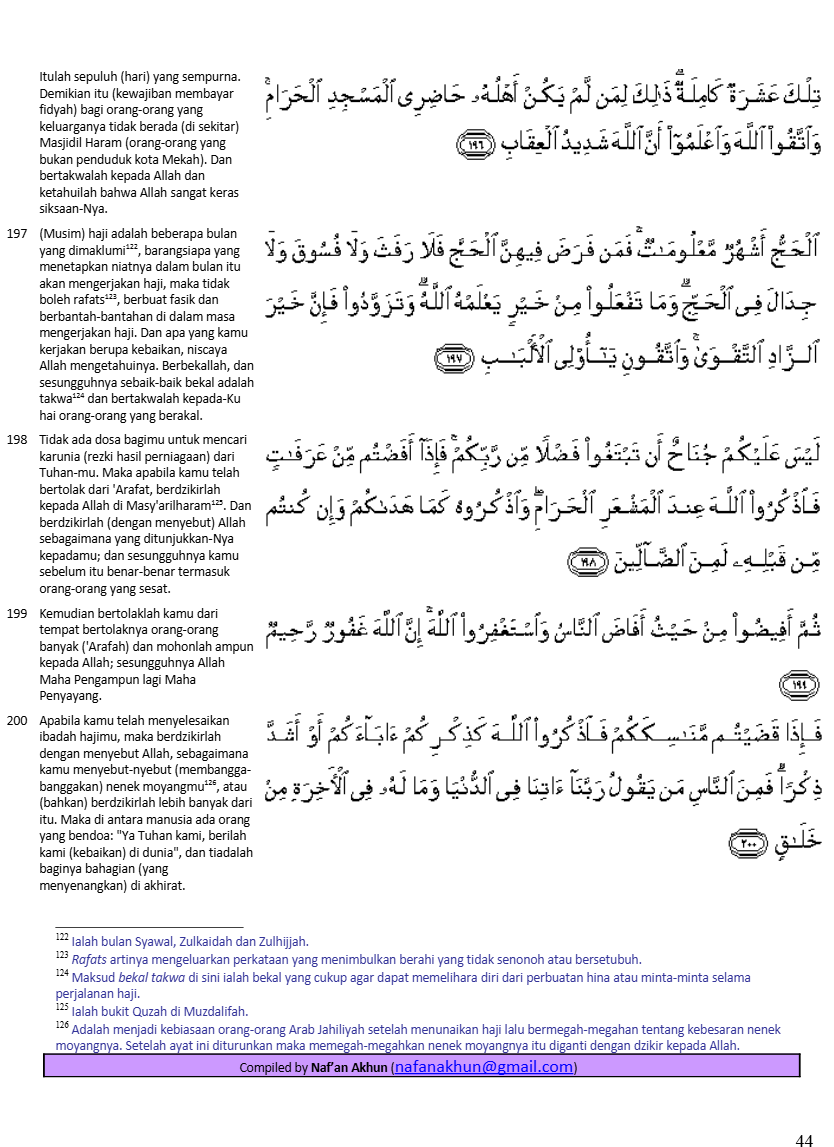 Itulah sepuluh (hari) yang sempurna.
Demikian itu (kewajiban membayar
fidyah) bagi orang-orang yang
keluarganya tidak berada (di sekitar)
Masjidil Haram (orang-orang yang
bukan penduduk kota Mekah). Dan
bertakwalah kepada Allah dan
ketahuilah bahwa Allah sangat keras
siksaan-Nya.
تِلْكَ عَشَرَةٌ كَامِلَةٌ ۗ ذَٰلِكَ لِمَن لَّمْ يَكُنْ أَهْلُهُۥ حَاضِرِى ٱلْمَسْجِدِ ٱلْحَرَامِ ۚ
وَٱتَّقُوا۟ ٱللَّهَ وَٱعْلَمُوٓا۟ أَنَّ ٱللَّهَ شَدِيدُ ٱلْعِقَابِ ١٩٦
197 (Musim) haji adalah beberapa bulan
yang dimaklumi¹²², barangsiapa yang
menetapkan niatnya dalam bulan itu
akan mengerjakan haji, maka tidak
boleh rafats¹²³, berbuat fasik dan
berbantah-bantahan di dalam masa
mengerjakan haji. Dan apa yang kamu
kerjakan berupa kebaikan, niscaya
Allah mengetahuinya. Berbekallah, dan
sesungguhnya sebaik-baik bekal adalah
takwa¹²⁴ dan bertakwalah kepada-Ku
hai orang-orang yang berakal.
ٱلْحَجُّ أَشْهُرٌ مَّعْلُومَـٰتٌ ۚ فَمَن فَرَضَ فِيهِنَّ ٱلْحَجَّ فَلَا رَفَثَ وَلَا فُسُوقَ وَلَا
جِدَالَ فِى ٱلْحَجِّ ۗ وَمَا تَفْعَلُوا۟ مِنْ خَيْرٍ يَعْلَمْهُ ٱللَّهُ ۗ وَتَزَوَّدُوا۟ فَإِنَّ خَيْرَ
ٱلزَّادِ ٱلتَّقْوَىٰ ۚ وَٱتَّقُونِ يَـٰٓأُو۟لِى ٱلْأَلْبَـٰبِ ١٩٧
198 Tidak ada dosa bagimu untuk mencari
karunia (rezki hasil perniagaan) dari
Tuhan-mu. Maka apabila kamu telah
bertolak dari 'Arafat, berdzikirlah
kepada Allah di Masy'arilharam¹²⁵. Dan
berdzikirlah (dengan menyebut) Allah
sebagaimana yang ditunjukkan-Nya
kepadamu; dan sesungguhnya kamu
sebelum itu benar-benar termasuk
orang-orang yang sesat.
لَيْسَ عَلَيْكُمْ جُنَاحٌ أَن تَبْتَغُوا۟ فَضْلًا مِّن رَّبِّكُمْ ۚ فَإِذَآ أَفَضْتُم مِّنْ عَرَفَـٰتٍ
فَٱذْكُرُوا۟ ٱللَّهَ عِندَ ٱلْمَشْعَرِ ٱلْحَرَامِ ۖ وَٱذْكُرُوهُ كَمَا هَدَىٰكُمْ وَإِن كُنتُم
مِّن قَبْلِهِۦ لَمِنَ ٱلضَّآلِّينَ ١٩٨
199 Kemudian bertolaklah kamu dari
tempat bertolaknya orang-orang
banyak ('Arafah) dan mohonlah ampun
kepada Allah; sesungguhnya Allah
Maha Pengampun lagi Maha
Penyayang.
ثُمَّ أَفِيضُوا۟ مِنْ حَيْثُ أَفَاضَ ٱلنَّاسُ وَٱسْتَغْفِرُوا۟ ٱللَّهَ ۚ إِنَّ ٱللَّهَ غَفُورٌ رَّحِيمٌ
١٩٩
200 Apabila kamu telah menyelesaikan
ibadah hajimu, maka berdzikirlah
dengan menyebut Allah, sebagaimana
kamu menyebut-nyebut (membangga-
banggakan) nenek moyangmu¹²⁶, atau
(bahkan) berdzikirlah lebih banyak dari
itu. Maka di antara manusia ada orang
yang bendoa: "Ya Tuhan kami, berilah
kami (kebaikan) di dunia", dan tiadalah
baginya bahagian (yang
menyenangkan) di akhirat.
فَإِذَا قَضَيْتُم مَّنَـٰسِكَكُمْ فَٱذْكُرُوا۟ ٱللَّهَ كَذِكْرِكُمْ ءَابَآءَكُمْ أَوْ أَشَدَّ
ذِكْرًا ۗ فَمِنَ ٱلنَّاسِ مَن يَقُولُ رَبَّنَآ ءَاتِنَا فِى ٱلدُّنْيَا وَمَا لَهُۥ فِى ٱلْأَخِرَةِ مِنْ
خَلَـٰقٍ ٢٠٠
¹²² Ialah bulan Syawal, Zulkaidah dan Zulhijjah.
¹²³ Rafats artinya mengeluarkan perkataan yang menimbulkan berahi yang tidak senonoh atau bersetubuh.
¹²⁴ Maksud bekal takwa di sini ialah bekal yang cukup agar dapat memelihara diri dari perbuatan hina atau minta-minta selama
perjalanan haji.
¹²⁵ Ialah bukit Quzah di Muzdalifah.
¹²⁶ Adalah menjadi kebiasaan orang-orang Arab Jahiliyah setelah menunaikan haji lalu bermegah-megahan tentang kebesaran nenek
moyangnya. Setelah ayat ini diturunkan maka memegah-megahkan nenek moyangnya itu diganti dengan dzikir kepada Allah.
Compiled by Naf'an Akhun (nafanakhun@gmail.com)
44